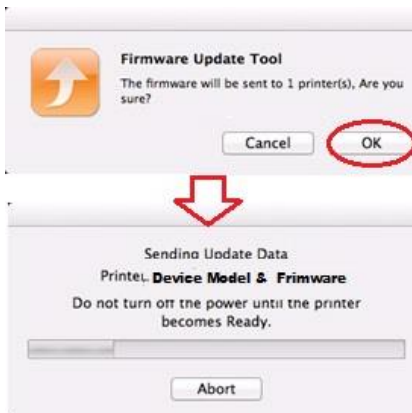 Firmware Update Tool
The firmware will be sent to 1 printer(s), Are you
sure?
Cancel
OK
Sending Update Data
Printer. Device Model & Frimware
Do not turn off the power until the printer
becomes Ready.
Abort